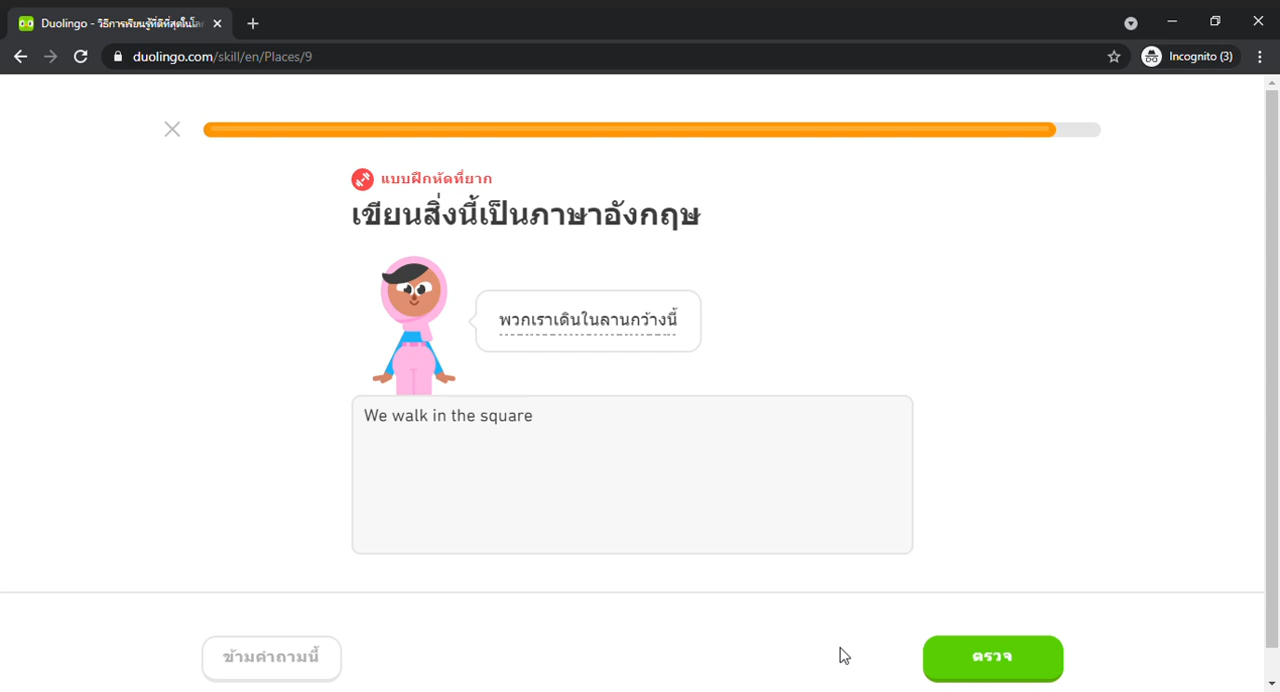 Duolingo - วิธีการเรียนรู้ที่ดีที่สุดในโล
duolingo.com/skill/en/Places/9
Incognito (3)
แบบฝึกหัดที่ยาก
เขียนสิ่งนี้เป็นภาษาอังกฤษ
พวกเราเดินในลานกว้างนี้
We walk in the square
ข้ามคำถามนี้
ตรวจ